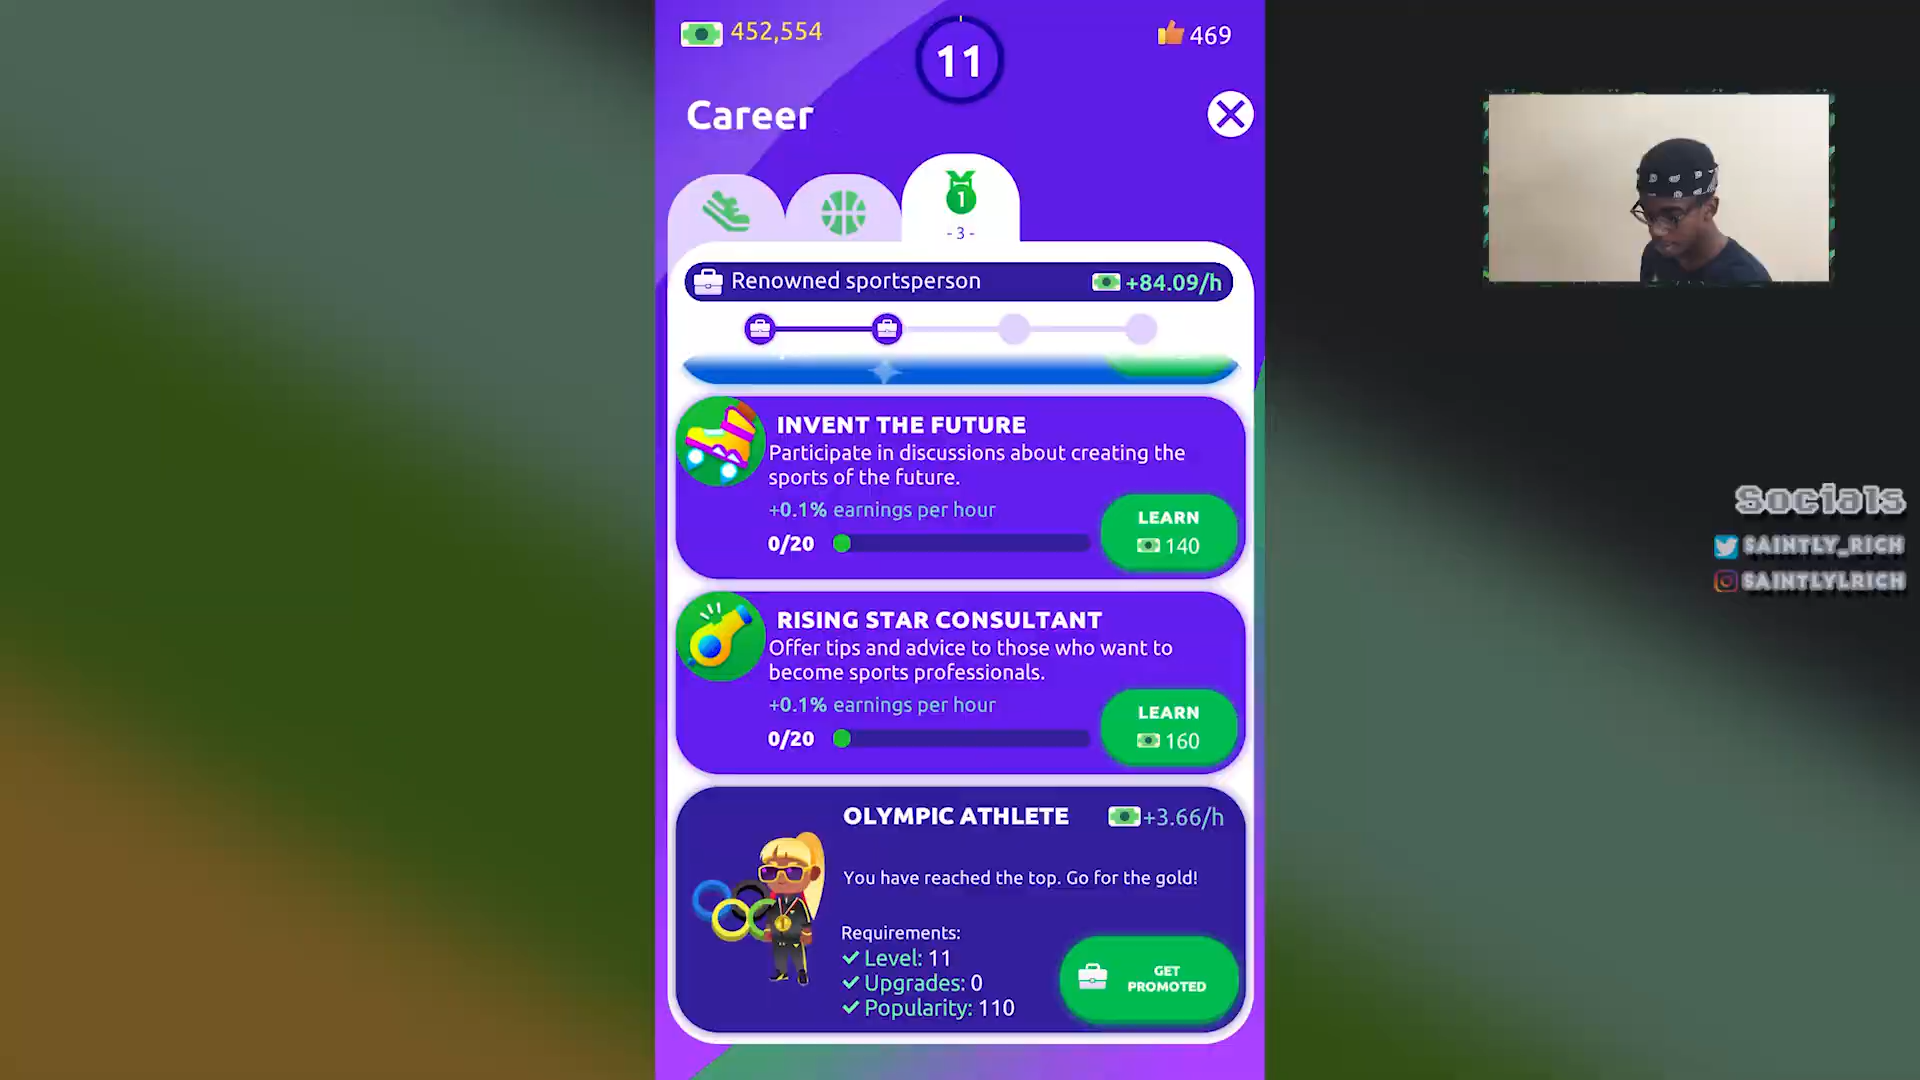 452,554
11
469
Career
- 3 -
Renowned sportsperson
+84.09/h
INVENT THE FUTURE
Participate in discussions about creating the
sports of the future.
+0.1% earnings per hour
0/20
LEARN
140
RISING STAR CONSULTANT
Offer tips and advice to those who want to
become sports professionals.
+0.1% earnings per hour
0/20
LEARN
160
OLYMPIC ATHLETE
+3.66/h
You have reached the top. Go for the gold!
Requirements:
Level: 11
Upgrades: 0
Popularity: 110
GET
PROMOTED
Socials
SAINTLY_RICH
SAINTLYLRICH